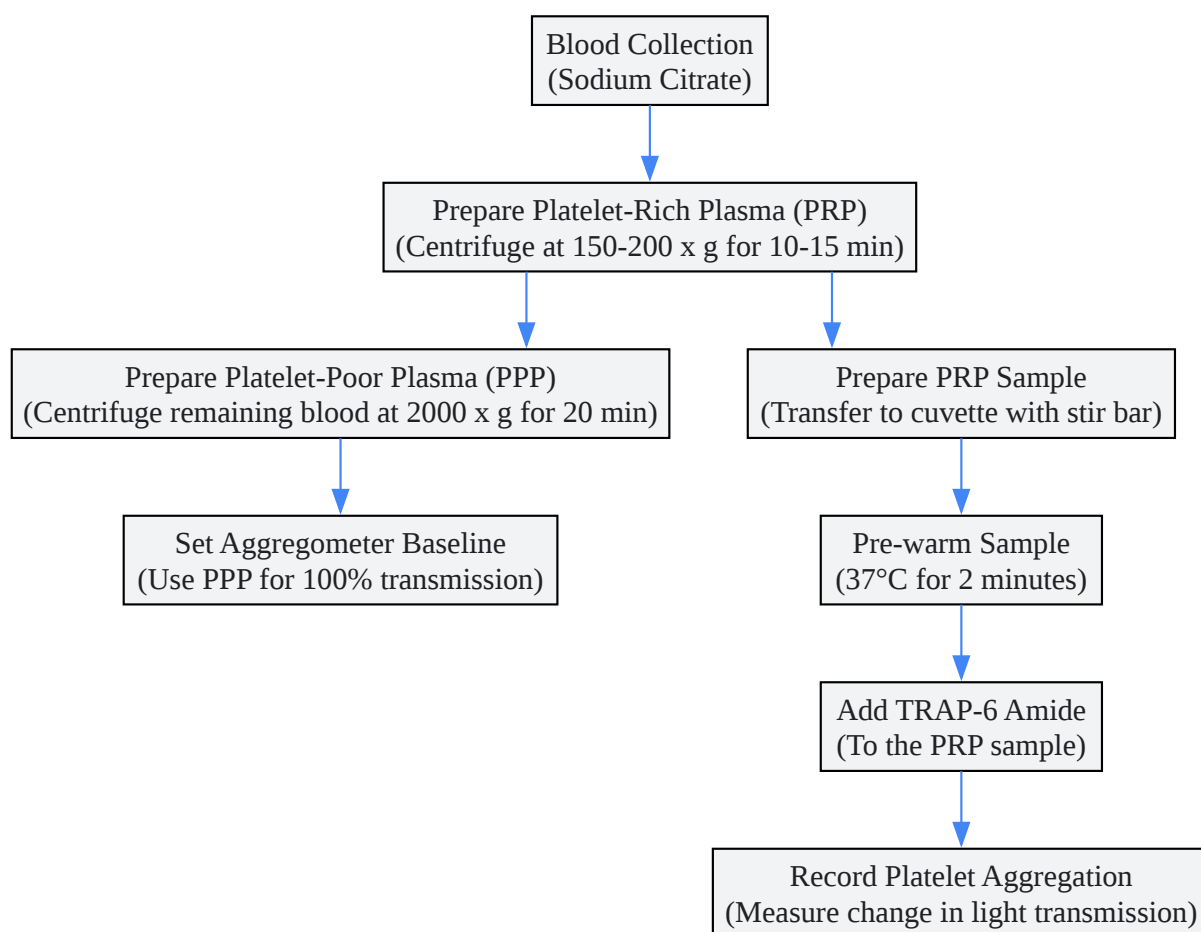 Blood Collection
(Sodium Citrate)
Prepare Platelet-Rich Plasma (PRP)
(Centrifuge at 150-200 x g for 10-15 min)
Prepare Platelet-Poor Plasma (PPP)
(Centrifuge remaining blood at 2000 x g for 20 min)
Prepare PRP Sample
(Transfer to cuvette with stir bar)
Set Aggregometer Baseline
(Use PPP for 100% transmission)
Pre-warm Sample
(37°C for 2 minutes)
Add TRAP-6 Amide
(To the PRP sample)
Record Platelet Aggregation
(Measure change in light transmission)